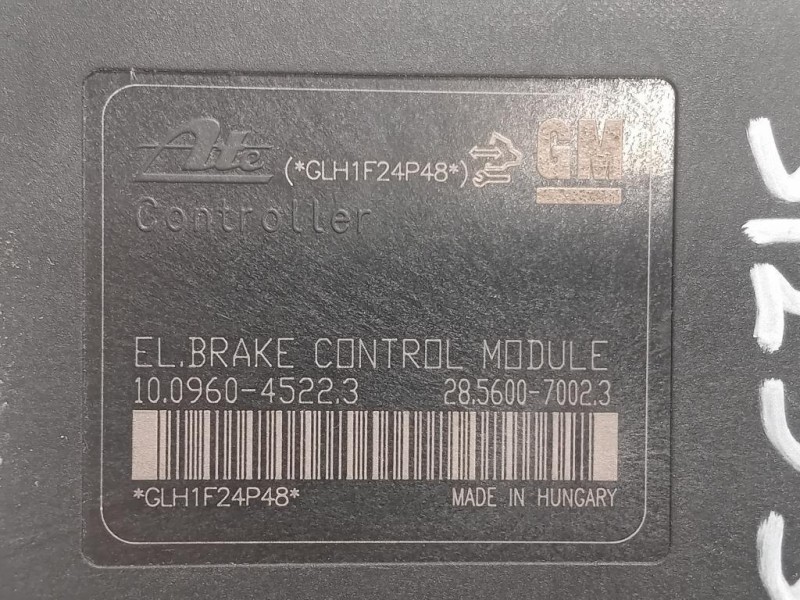 Ate (*GLH1F24P48*) GM
Controller
EL.BRAKE CONTROL MODULE
10.0960-4522.3 28.5600-7002.3
*GLH1F24P48* MADE IN HUNGARY